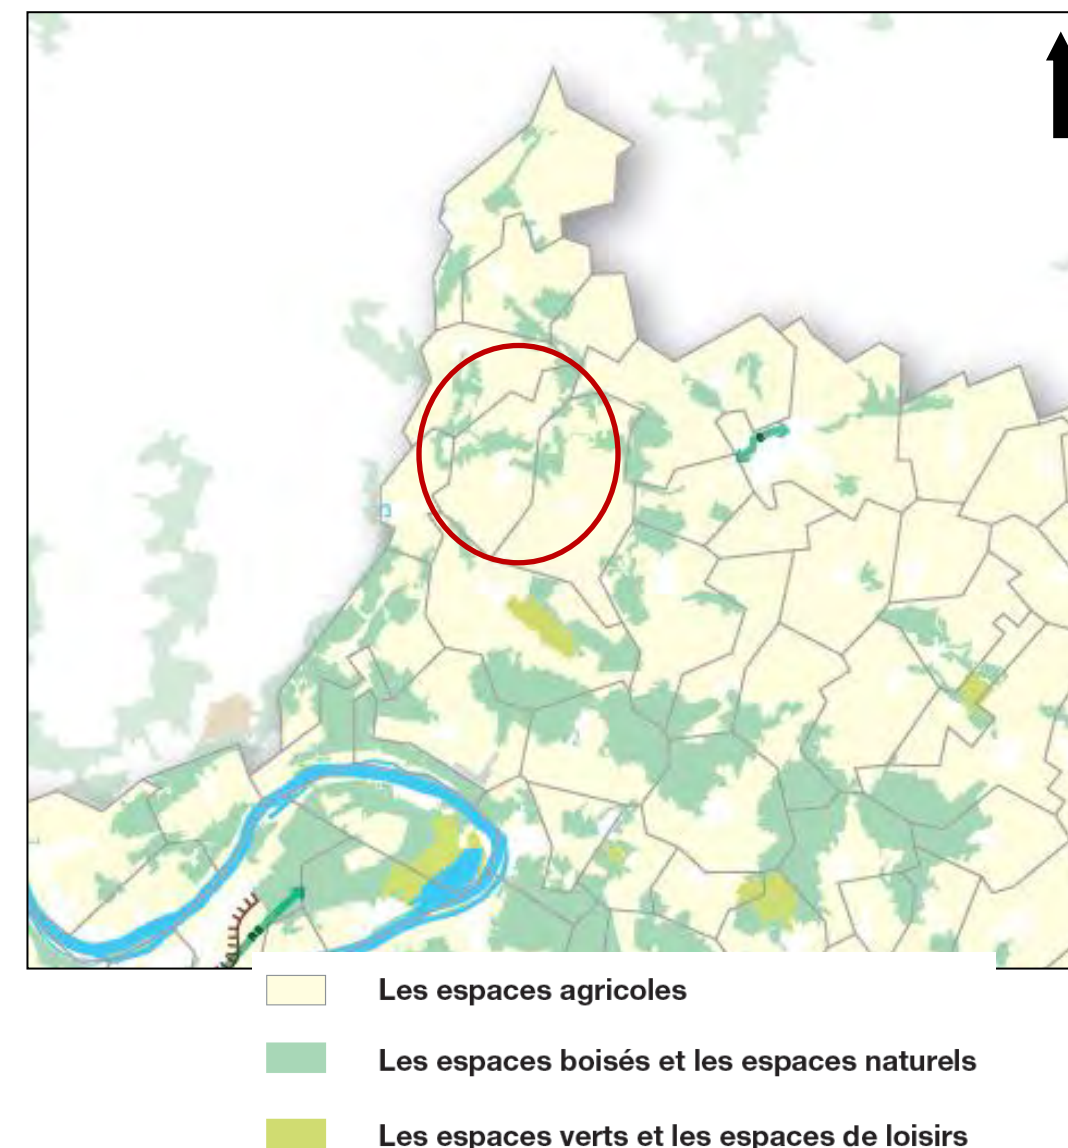 Les espaces agricoles
Les espaces boisés et les espaces naturels
Les espaces verts et les espaces de loisirs